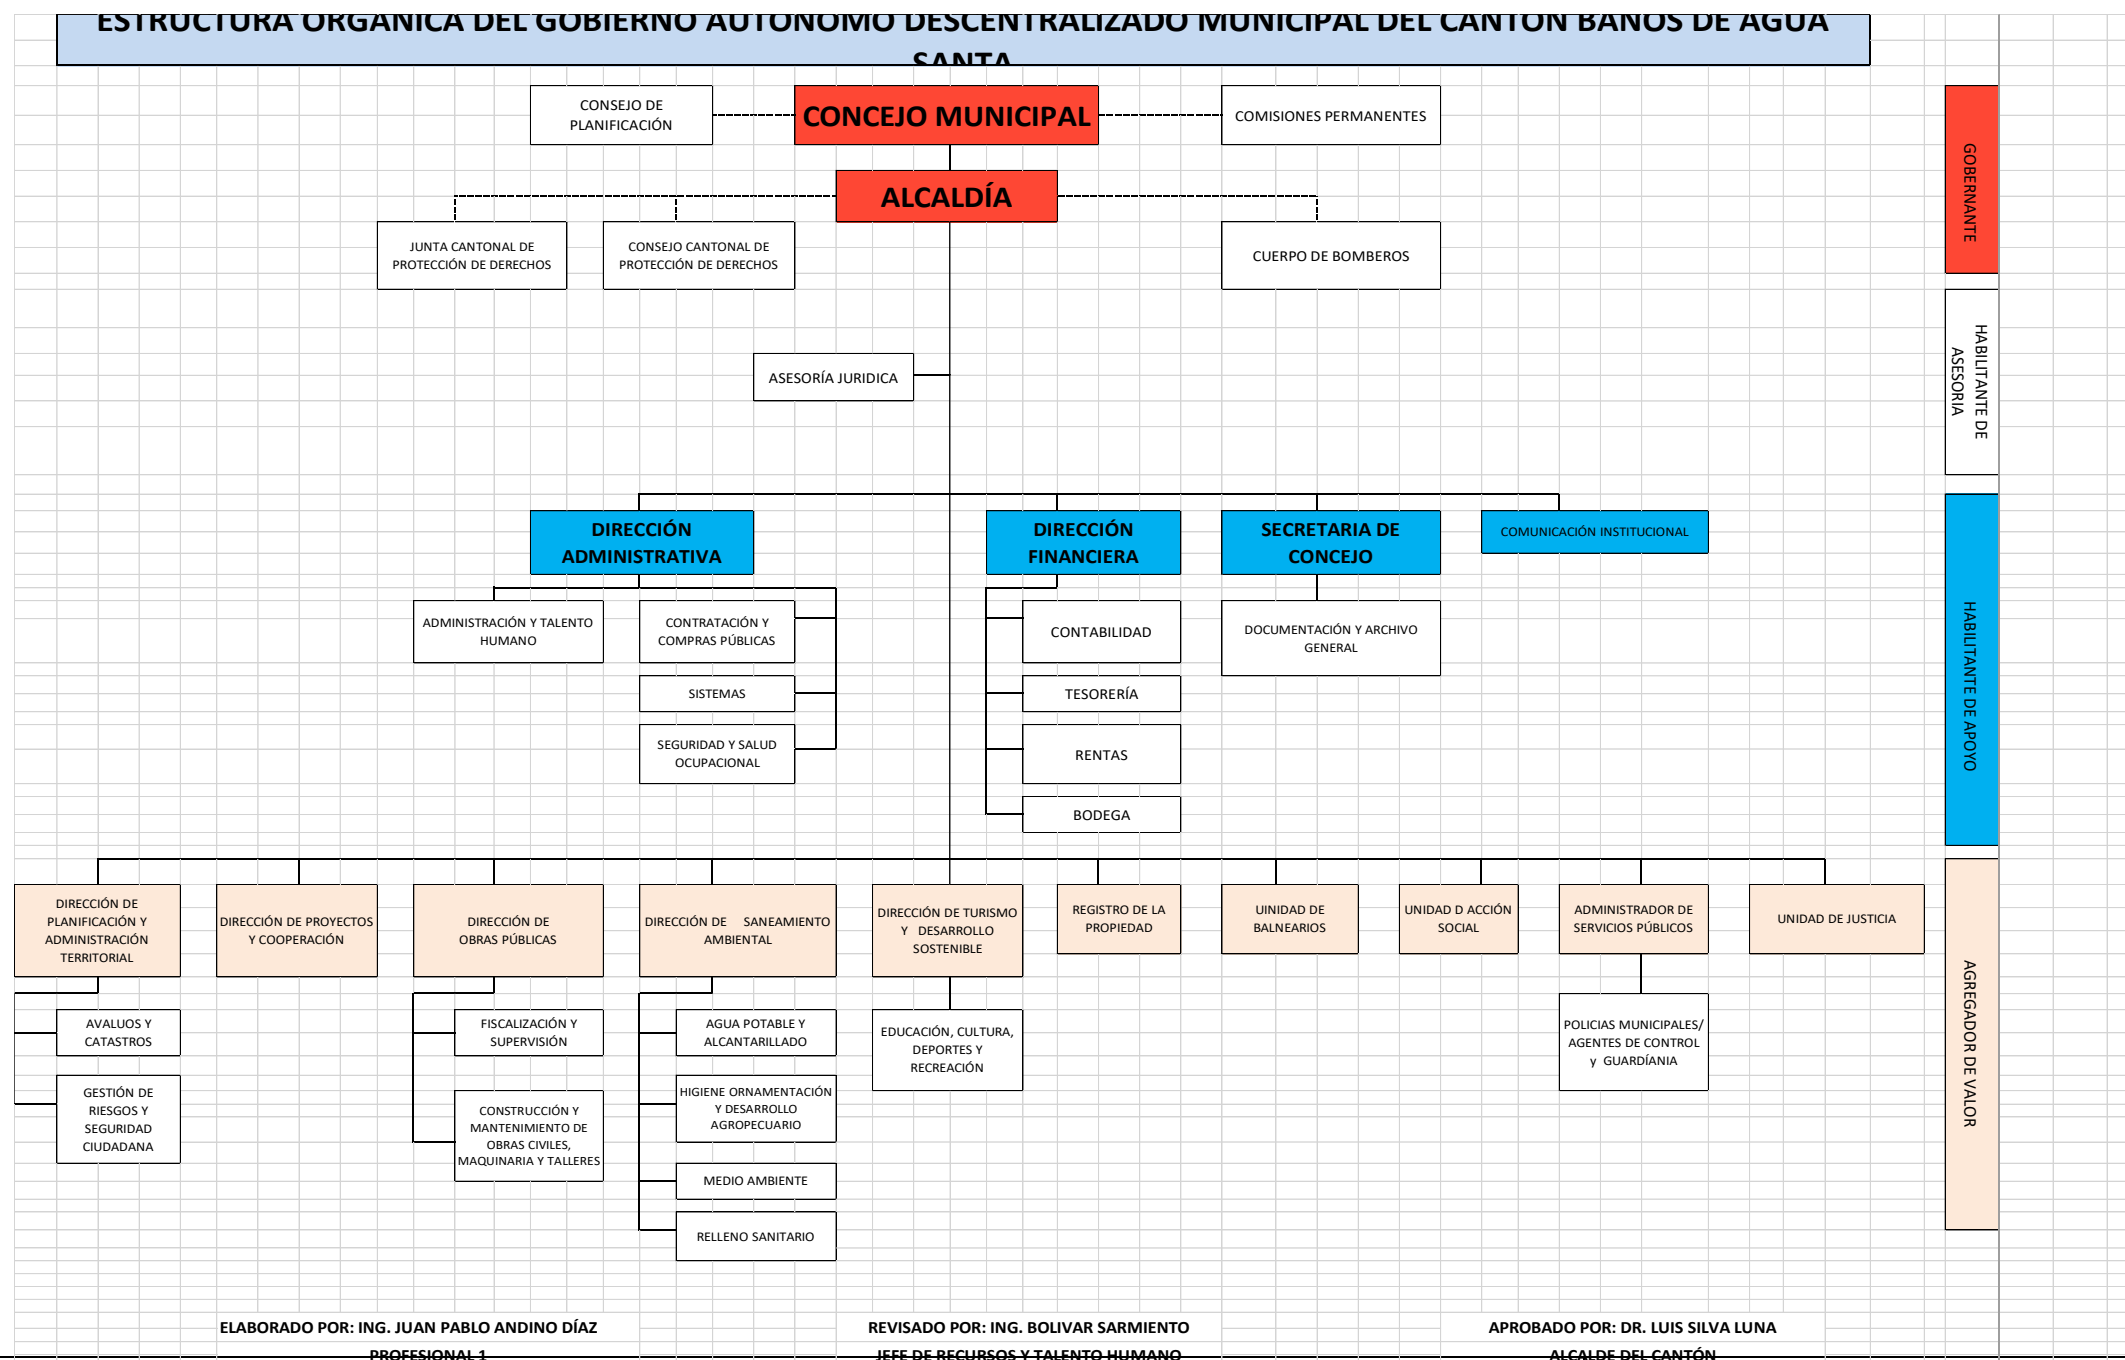 ESTRUCTURA ORGÁNICA DEL GOBIERNO AUTÓNOMO DESCENTRALIZADO MUNICIPAL DEL CANTÓN BAÑOS DE AGUA
SANTA
CONSEJO DE
PLANIFICACIÓN
CONCEJO MUNICIPAL
COMISIONES PERMANENTES
GOBERNANTE
ALCALDÍA
JUNTA CANTONAL DE
PROTECCIÓN DE DERECHOS
CONSEJO CANTONAL DE
PROTECCIÓN DE DERECHOS
CUERPO DE BOMBEROS
HABILITANTE DE
ASESORIA
ASESORÍA JURIDICA
DIRECCIÓN
ADMINISTRATIVA
DIRECCIÓN
FINANCIERA
SECRETARIA DE
CONCEJO
COMUNICACIÓN INSTITUCIONAL
HABILITANTE DE APOYO
ADMINISTRACIÓN Y TALENTO
HUMANO
CONTRATACIÓN Y
COMPRAS PÚBLICAS
SISTEMAS
SEGURIDAD Y SALUD
OCUPACIONAL
CONTABILIDAD
TESORERÍA
RENTAS
BODEGA
DOCUMENTACIÓN Y ARCHIVO
GENERAL
DIRECCIÓN DE
PLANIFICACIÓN Y
ADMINISTRACIÓN
TERRITORIAL
DIRECCIÓN DE PROYECTOS
Y COOPERACIÓN
DIRECCIÓN DE
OBRAS PÚBLICAS
DIRECCIÓN DE SANEAMIENTO
AMBIENTAL
DIRECCIÓN DE TURISMO
Y DESARROLLO
SOSTENIBLE
REGISTRO DE LA
PROPIEDAD
UINIDAD DE
BALNEARIOS
UNIDAD D ACCIÓN
SOCIAL
ADMINISTRADOR DE
SERVICIOS PÚBLICOS
UNIDAD DE JUSTICIA
AGREGADOR DE VALOR
AVALUOS Y
CATASTROS
GESTIÓN DE
RIESGOS Y
SEGURIDAD
CIUDADANA
FISCALIZACIÓN Y
SUPERVISIÓN
CONSTRUCCIÓN Y
MANTENIMIENTO DE
OBRAS CIVILES,
MAQUINARIA Y TALLERES
AGUA POTABLE Y
ALCANTARILLADO
HIGIENE ORNAMENTACIÓN
Y DESARROLLO
AGROPECUARIO
MEDIO AMBIENTE
RELLENO SANITARIO
EDUCACIÓN, CULTURA,
DEPORTES Y
RECREACIÓN
POLICIAS MUNICIPALES/
AGENTES DE CONTROL
y GUARDÍANIA
ELABORADO POR: ING. JUAN PABLO ANDINO DÍAZ
PROFESIONAL 1
REVISADO POR: ING. BOLIVAR SARMIENTO
JEFE DE RECURSOS Y TALENTO HUMANO
APROBADO POR: DR. LUIS SILVA LUNA
ALCALDE DEL CANTÓN